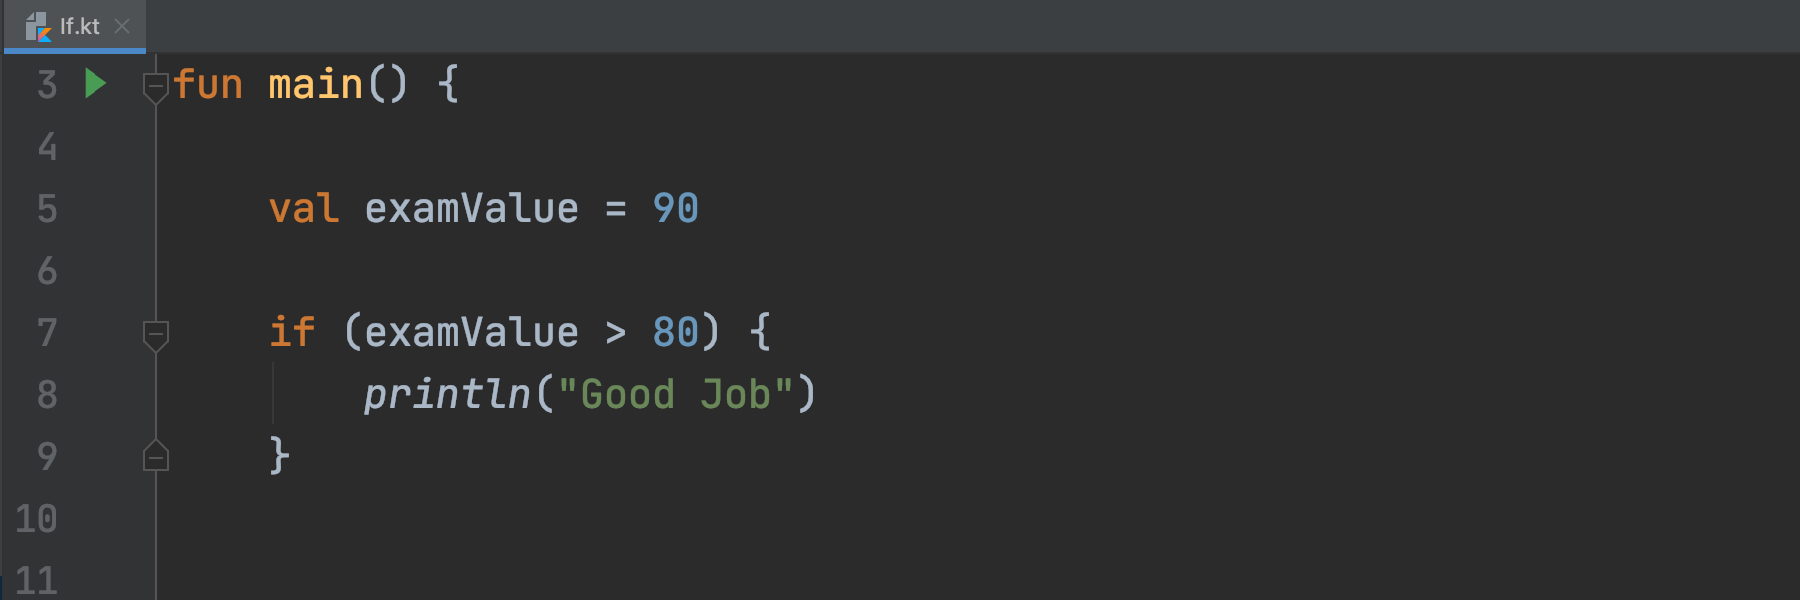 If.kt
3 fun main() {
4
5 val examValue = 90
6
7 if (examValue > 80) {
8 println("Good Job")
9 }
10
11